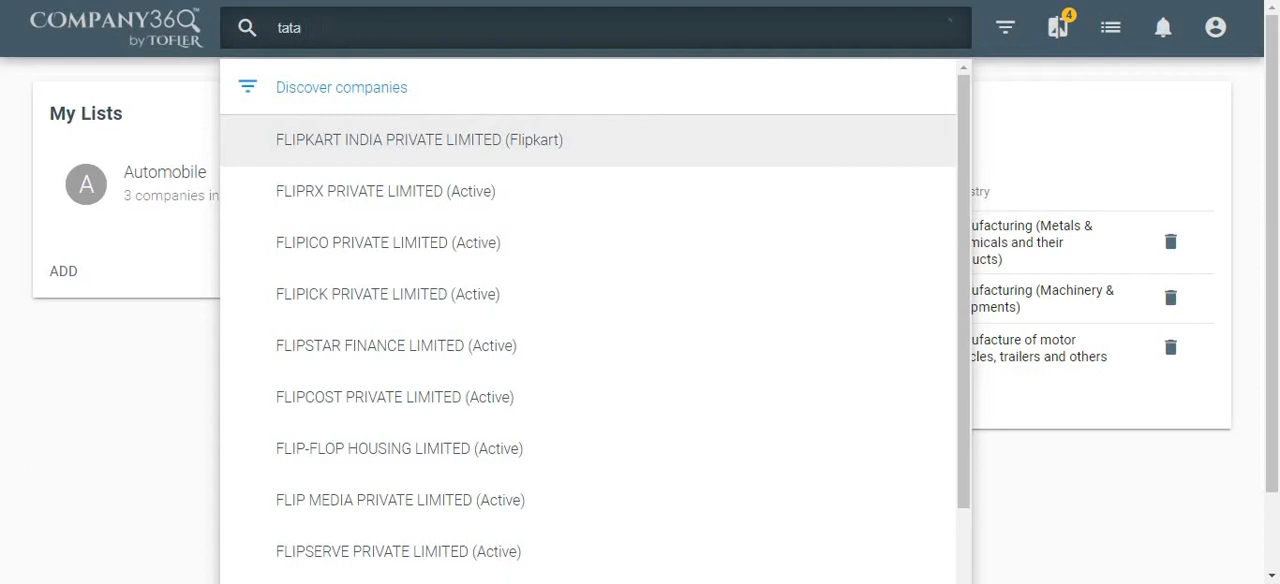 COMPANY36O™
by TOFLER
tata
4
Discover companies
My Lists
FLIPKART INDIA PRIVATE LIMITED (Flipkart)
A
Automobile
3 companies in
ADD
FLIPRX PRIVATE LIMITED (Active)
FLIPICO PRIVATE LIMITED (Active)
FLIPICK PRIVATE LIMITED (Active)
FLIPSTAR FINANCE LIMITED (Active)
FLIPCOST PRIVATE LIMITED (Active)
FLIP-FLOP HOUSING LIMITED (Active)
FLIP MEDIA PRIVATE LIMITED (Active)
FLIPSERVE PRIVATE LIMITED (Active)
stry
ufacturing (Metals &
micals and their
ucts)
ufacturing (Machinery &
pments)
ufacture of motor
cles, trailers and others